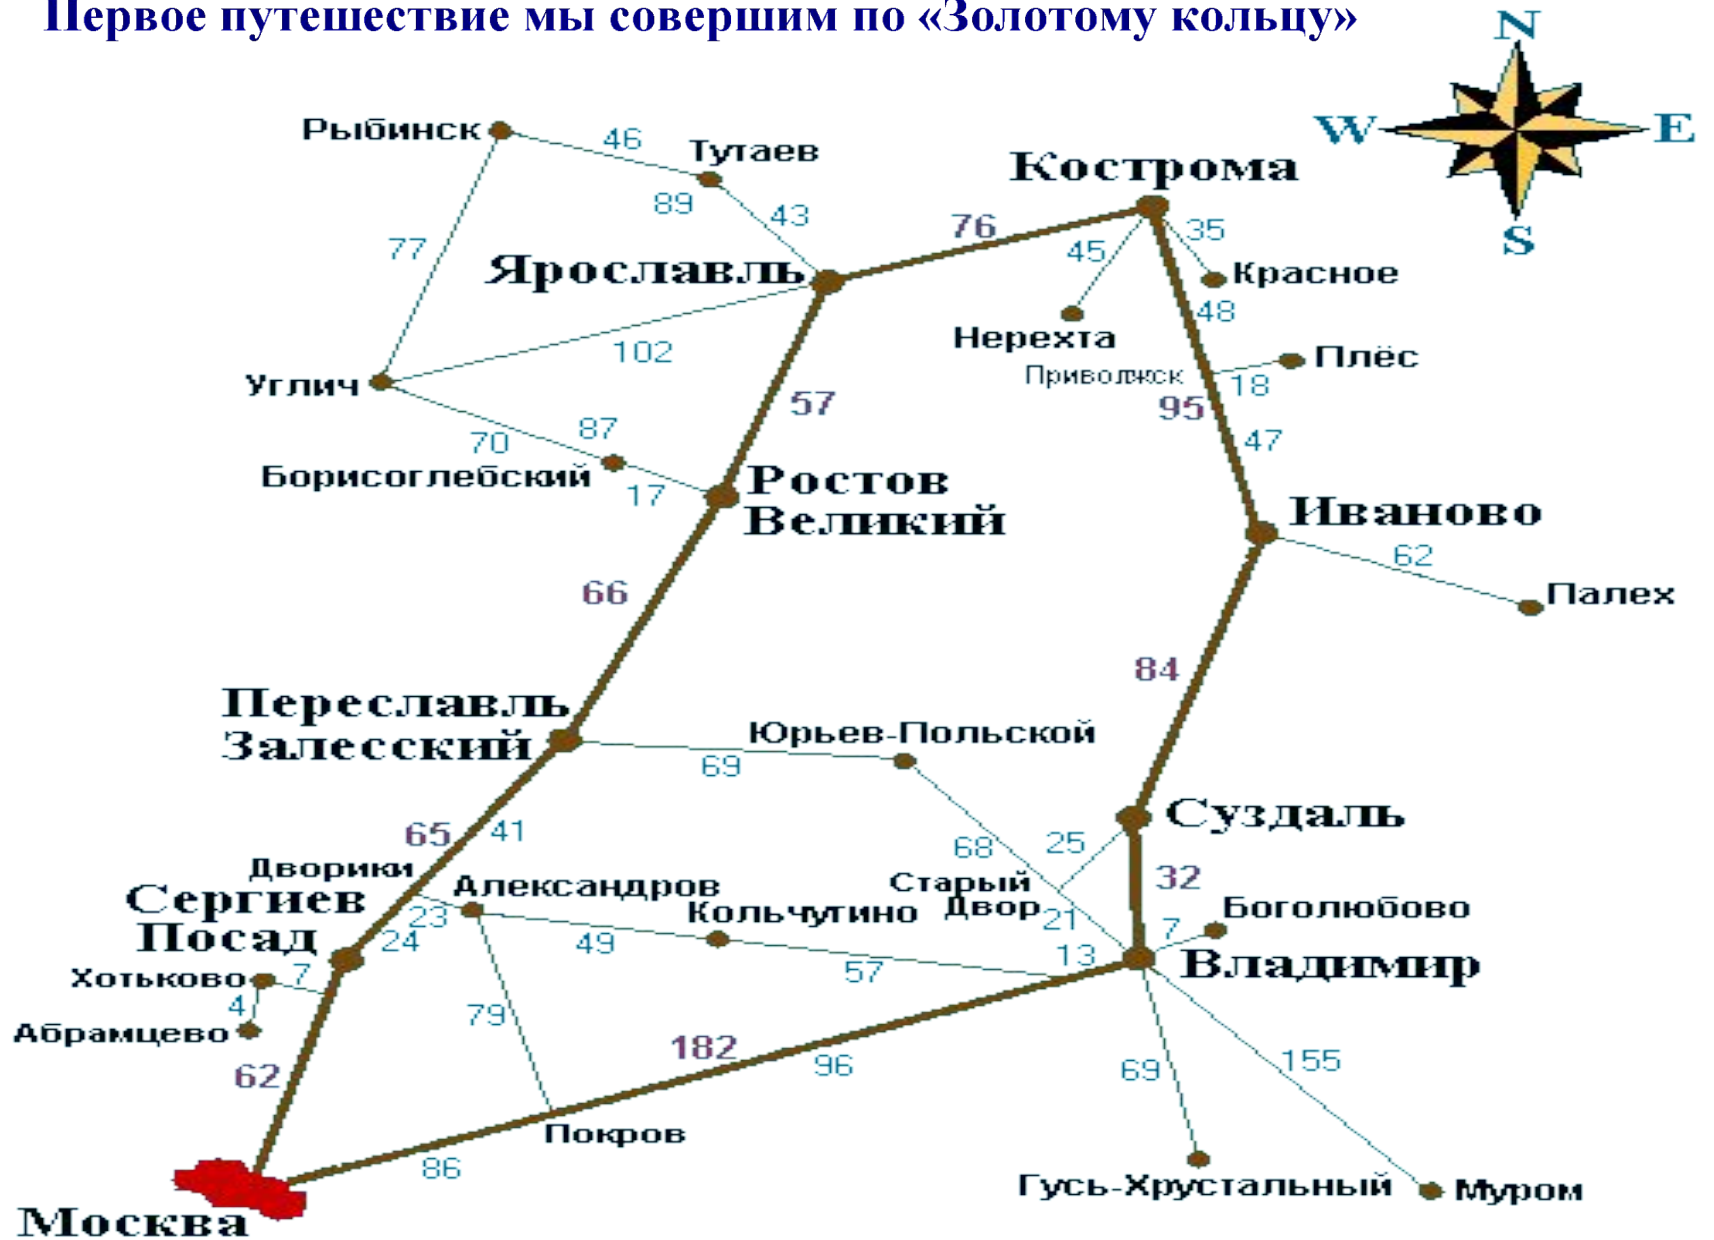 Первое путешествие мы совершим по «Золотому кольцу»
N
W
E
S
Рыбинск
46
Тутаев
Кострома
89
43
76
35
77
45
Ярославль
Красное
48
Нерехта
102
Плёс
Приволжск
18
Углич
57
95
87
70
47
Борисоглебский
17
Ростов
Великий
Иваново
62
66
Палех
84
Переславль
Залесский
Юрьев-Польской
69
Суздаль
65
41
68
25
Дворики
32
Сергиев
Посад
Александров
Старый
Двор
Кольчугино
Боголюбово
23
24
49
21
7
13
Владимир
Хотьково
7
57
4
79
Абрамцево
182
62
96
69
155
Покров
86
Гусь-Хрустальный
Муром
Москва